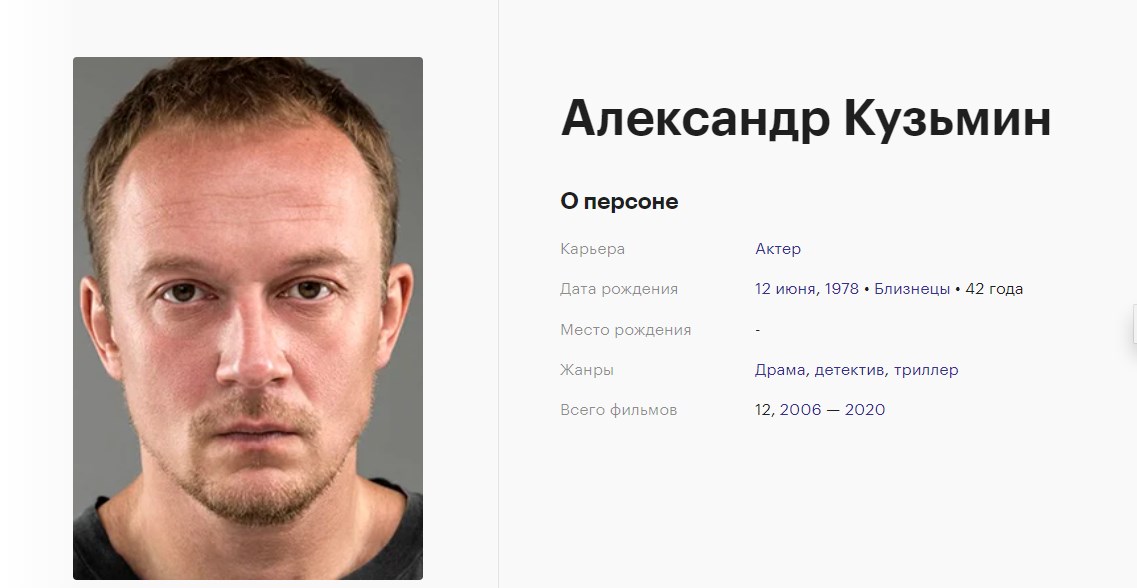 Александр Кузьмин
О персоне
Карьера Актер
Дата рождения 12 июня, 1978 • Близнецы • 42 года
Место рождения -
Жанры Драма, детектив, триллер
Всего фильмов 12, 2006 — 2020